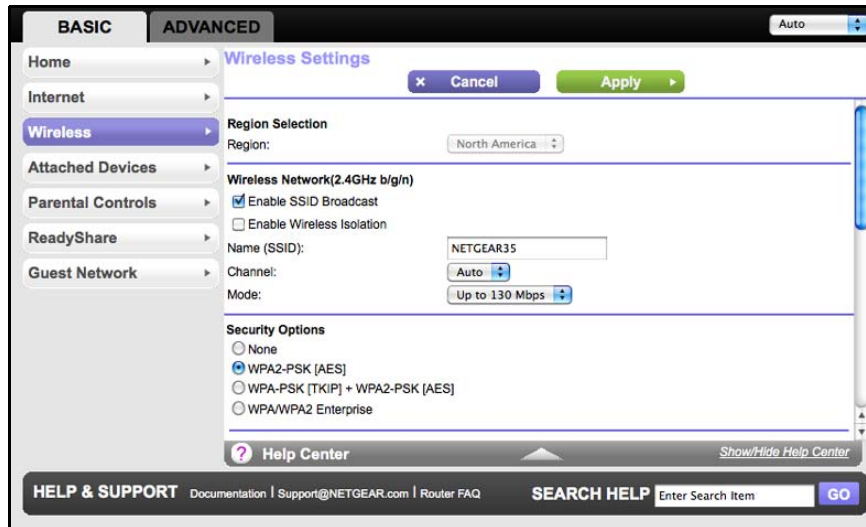 BASIC
ADVANCED
Auto
Home
Internet
Wireless
Attached Devices
Parental Controls
ReadyShare
Guest Network
Wireless Settings
× Cancel
Apply
Region Selection
Region: North America
Wireless Network(2.4GHz b/g/n)
Enable SSID Broadcast
Enable Wireless Isolation
Name (SSID): NETGEAR35
Channel: Auto
Mode: Up to 130 Mbps
Security Options
None
WPA2-PSK [AES]
WPA-PSK [TKIP] + WPA2-PSK [AES]
WPA/WPA2 Enterprise
? Help Center
Show/Hide Help Center
HELP & SUPPORT Documentation | Support@NETGEAR.com | Router FAQ
SEARCH HELP Enter Search Item GO